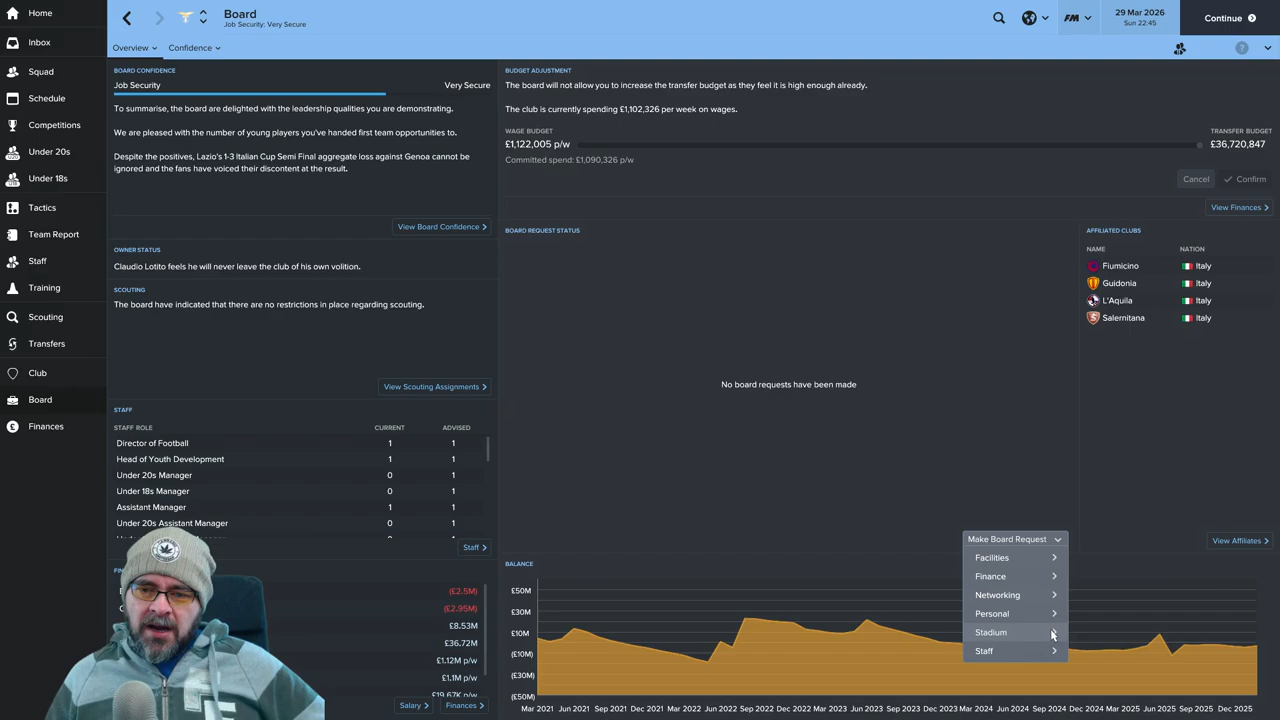 Home
Inbox
Squad
Schedule
Competitions
Under 20s
Under 18s
Tactics
Team Report
Staff
Training
Scouting
Transfers
Club
Board
Finances
Board
Job Security: Very Secure
FM
29 Mar 2026
Sun 22:45
Continue
Overview
Confidence
BOARD CONFIDENCE
Job Security Very Secure
To summarise, the board are delighted with the leadership qualities you are demonstrating.
We are pleased with the number of young players you've handed first team opportunities to.
Despite the positives, Lazio's 1-3 Italian Cup Semi Final aggregate loss against Genoa cannot be
ignored and the fans have voiced their discontent at the result.
View Board Confidence
OWNER STATUS
Claudio Lotito feels he will never leave the club of his own volition.
SCOUTING
The board have indicated that there are no restrictions in place regarding scouting.
View Scouting Assignments
STAFF
STAFF ROLE CURRENT ADVISED
Director of Football 1 1
Head of Youth Development 1 1
Under 20s Manager 0 1
Under 18s Manager 0 1
Assistant Manager 1 1
Under 20s Assistant Manager 0 1
Staff
(£2.5M)
(£2.95M)
£8.53M
£36.72M
£1.12M p/w
£1.1M p/w
£19.67K p/w
Salary
Finances
BUDGET ADJUSTMENT
The board will not allow you to increase the transfer budget as they feel it is high enough already.
The club is currently spending £1,102,326 per week on wages.
WAGE BUDGET TRANSFER BUDGET
£1,122,005 p/w £36,720,847
Committed spend: £1,090,326 p/w
Cancel
Confirm
View Finances
BOARD REQUEST STATUS
No board requests have been made
Make Board Request
Facilities
Finance
Networking
Personal
Stadium
Staff
AFFILIATED CLUBS
NAME NATION
Fiumicino Italy
Guidonia Italy
L'Aquila Italy
Salernitana Italy
View Affiliates
BALANCE
£50M
£30M
£10M
(£10M)
(£30M)
(£50M)
Mar 2021 Jun 2021 Sep 2021 Dec 2021 Mar 2022 Jun 2022 Sep 2022 Dec 2022 Mar 2023 Jun 2023 Sep 2023 Dec 2023 Mar 2024 Jun 2024 Sep 2024 Dec 2024 Mar 2025 Jun 2025 Sep 2025 Dec 2025